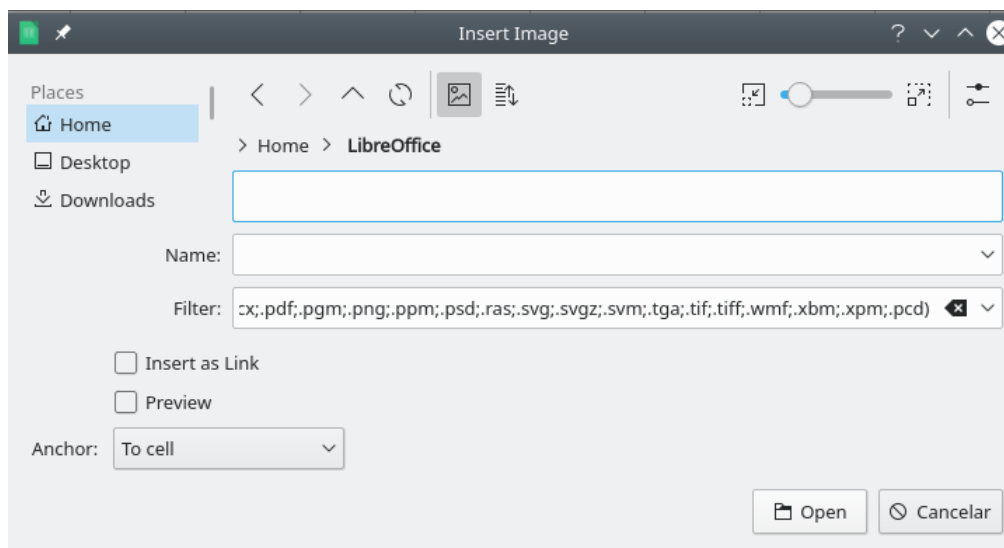 Insert Image
Places
Home
Desktop
Downloads
> Home > LibreOffice
Name:
Filter: cx;.pdf;.pgm;.png;.ppm;.psd;.ras;.svg;.svgz;.svm;.tga;.tif;.tiff;.wmf;.xbm;.xpm;.pcd)
Insert as Link
Preview
Anchor: To cell
Open Cancelar